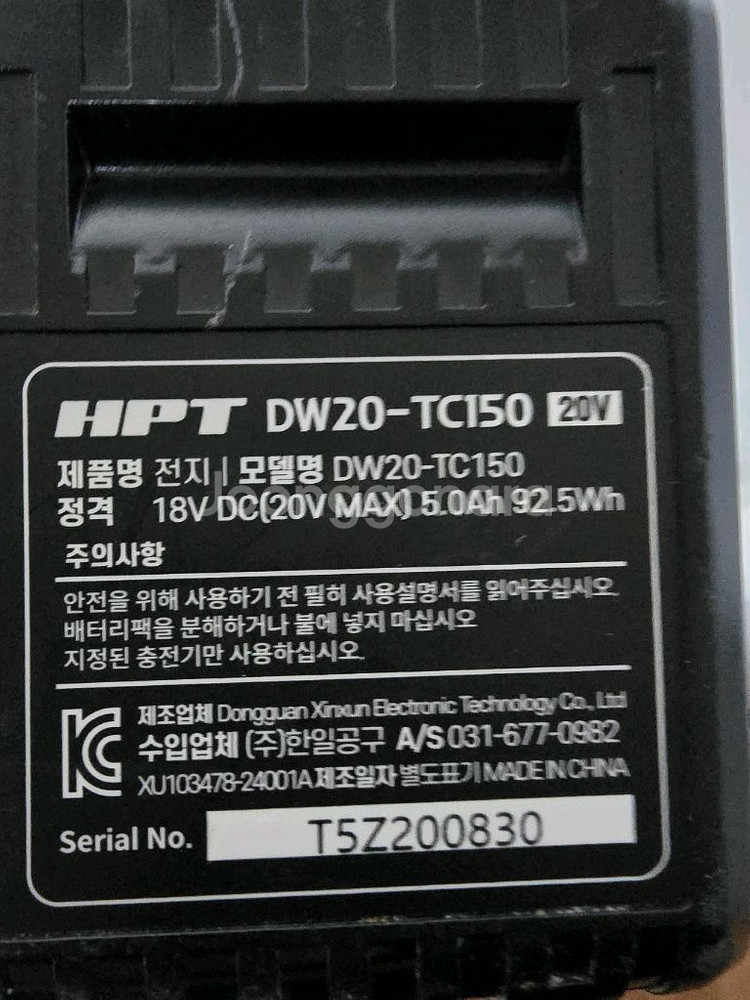 HPT DW20-TC150 20V
제품명 전지 | 모델명 DW20-TC150
정격 18V DC(20V MAX) 5.0Ah 92.5Wh
주의사항
안전을 위해 사용하기 전 필히 사용설명서를 읽어주십시오.
배터리팩을 분해하거나 불에 넣지 마십시오
지정된 충전기만 사용하십시오.
제조업체 Dongguan Xinxun Electronic Technology Co., Ltd
수입업체 (주)한일공구 A/S 031-677-0982
XU103478-24001A 제조일자 별도표기 MADE IN CHINA
Serial No. T5Z200830